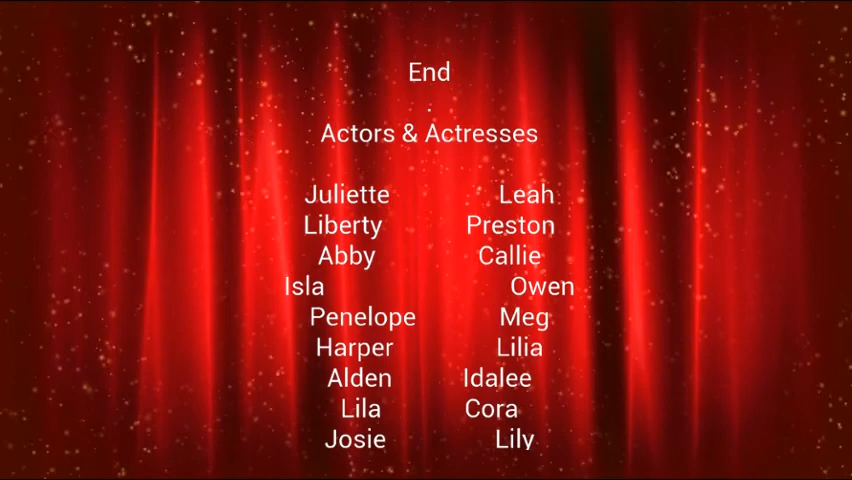 End
.
Actors & Actresses
Juliette Leah
Liberty Preston
Abby Callie
Isla Owen
Penelope Meg
Harper Lilia
Alden Idalee
Lila Cora
Josie Lily